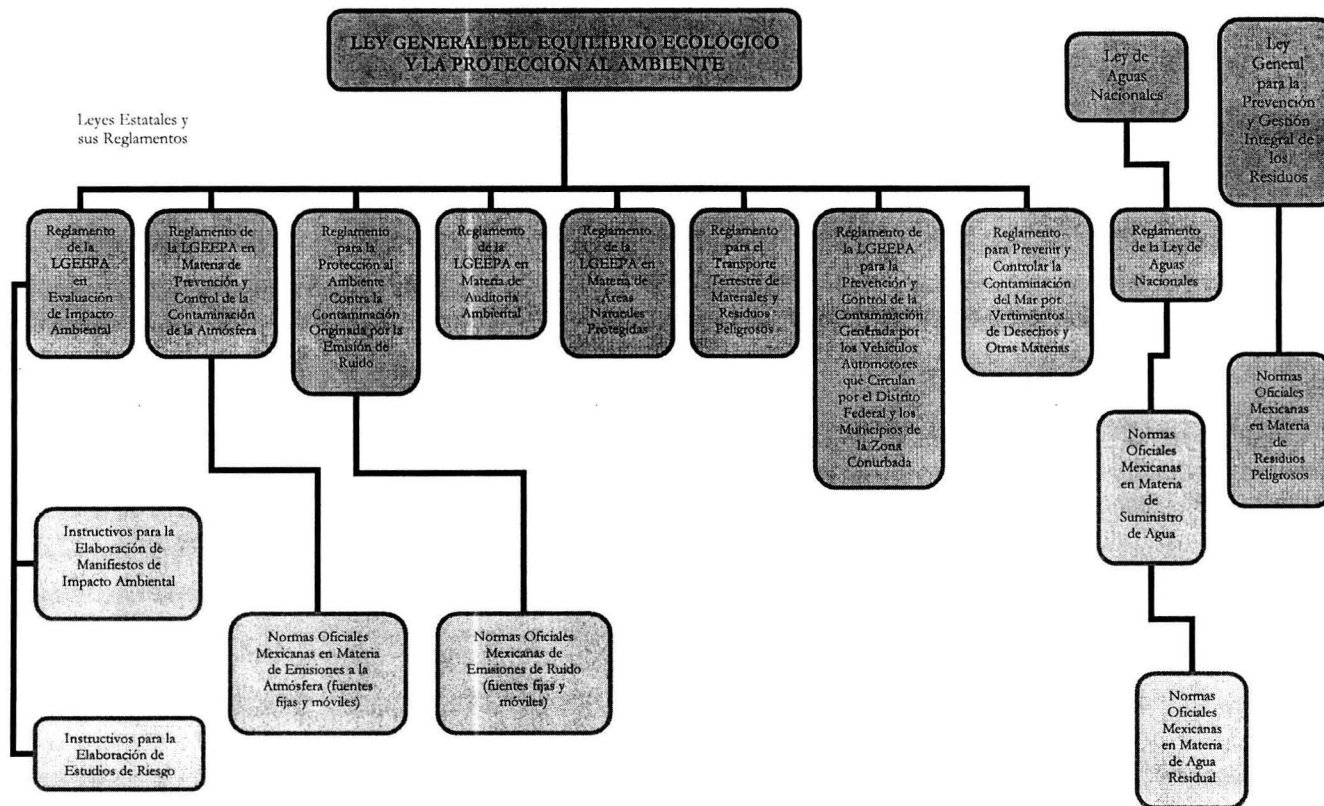 LEY GENERAL DEL EQUILIBRIO ECOLÓGICO
Y LA PROTECCIÓN AL AMBIENTE
Ley de
Aguas
Nacionales
Ley
General
para la
Prevención
y Gestión
Integral de
los
Residuos
Leyes Estatales y
sus Reglamentos
Reglamento
de la
LGEEPA
en
Evaluación
de Impacto
Ambiental
Reglamento de
la LGEEPA en
Materia de
Prevención y
Control de la
Contaminación
de la Atmósfera
Reglamento
para la
Protección al
Ambiente
Contra la
Contaminación
Originada por la
Emisión de
Ruido
Reglamento
de la
LGEEPA en
Materia de
Auditoría
Ambiental
Reglamento
de la
LGEEPA en
Materia de
Áreas
Naturales
Protegidas
Reglamento
para el
Transporte
Terrestre de
Materiales y
Residuos
Peligrosos
Reglamento de
la LGEEPA
para la
Prevención y
Control de la
Contaminación
Generada por
los Vehículos
Automotores
que Circulan
por el Distrito
Federal y los
Municipios de
la Zona
Conurbada
Reglamento
para Prevenir y
Controlar la
Contaminación
del Mar por
Vertimientos
de Desechos y
Otras Materias
Reglamento
de la Ley de
Aguas
Nacionales
Normas
Oficiales
Mexicanas
en Materia
de
Residuos
Peligrosos
Normas
Oficiales
Mexicanas
en Materia
de
Suministro
de Agua
Instructivos para la
Elaboración de
Manifiestos de
Impacto Ambiental
Normas Oficiales
Mexicanas en Materia
de Emisiones a la
Atmósfera (fuentes
fijas y móviles)
Normas Oficiales
Mexicanas de
Emisiones de Ruido
(fuentes fijas y
móviles)
Normas
Oficiales
Mexicanas
en Materia
de Agua
Residual
Instructivos para la
Elaboración de
Estudios de Riesgo